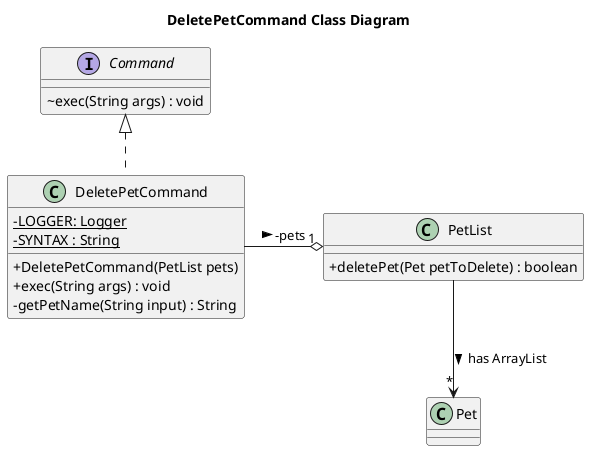 DeletePetCommand Class Diagram
I Command
~exec(String args) : void
C DeletePetCommand
-LOGGER: Logger
-SYNTAX : String
+DeletePetCommand(PetList pets)
+exec(String args) : void
-getPetName(String input) : String
-pets 1
C PetList
+deletePet(Pet petToDelete) : boolean
has ArrayList
*
C Pet